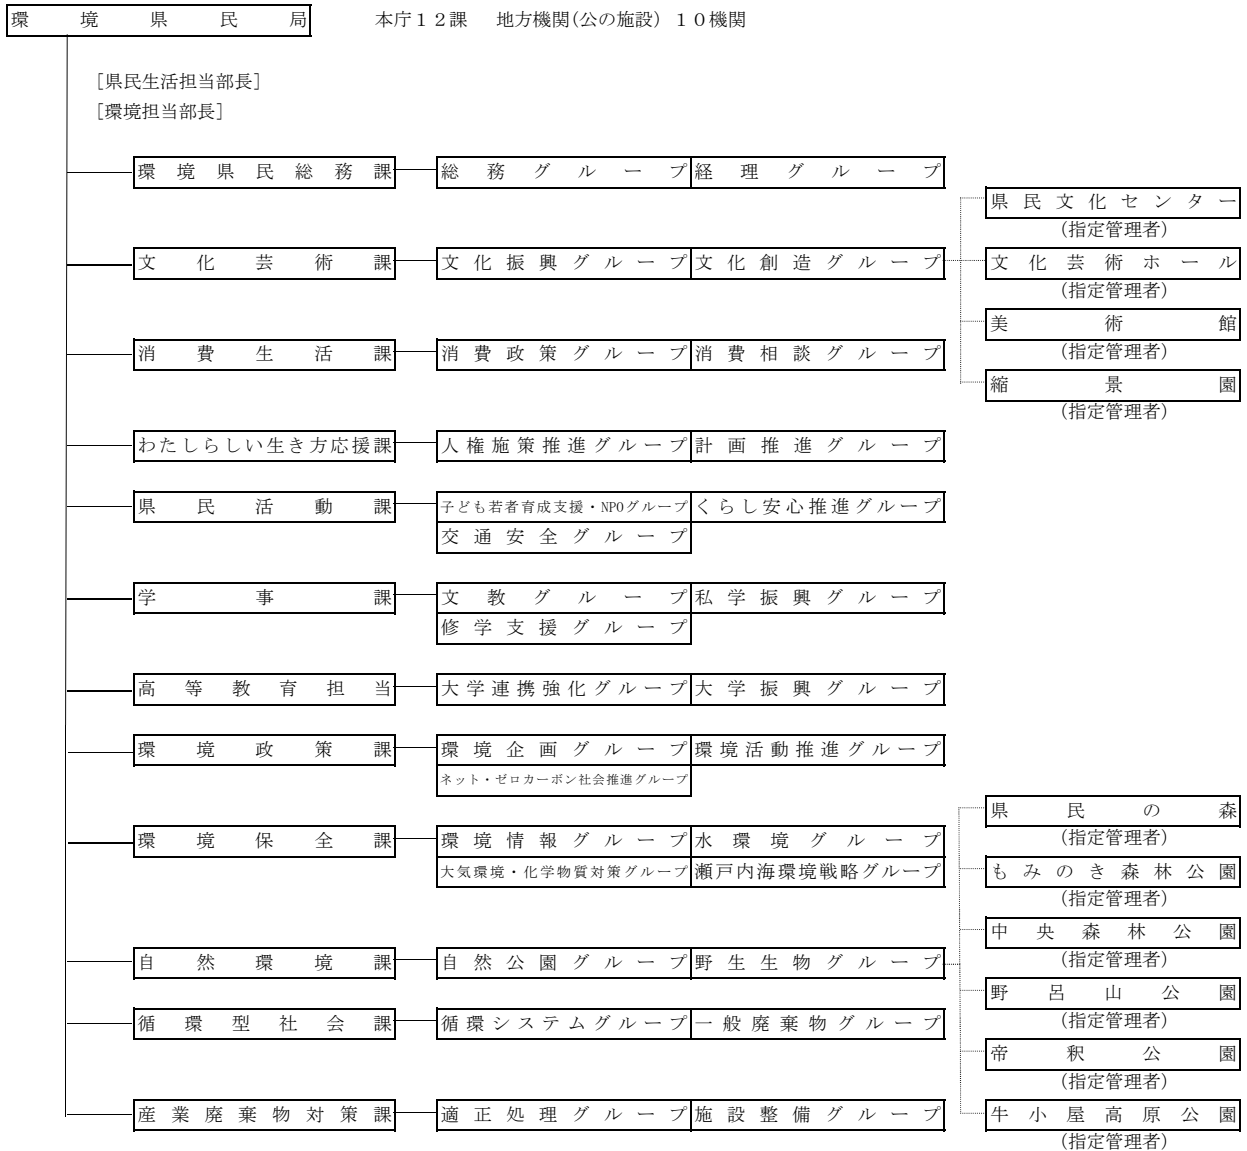 環境県民局 本庁１２課 地方機関(公の施設) １０機関
[県民生活担当部長]
[環境担当部長]
環境県民総務課 総務グループ 経理グループ
県民文化センター
(指定管理者)
文化芸術課 文化振興グループ 文化創造グループ 文化芸術ホール
(指定管理者)
美術館
消費生活課 消費政策グループ 消費相談グループ (指定管理者)
縮景園
(指定管理者)
わたしらしい生き方応援課 人権施策推進グループ 計画推進グループ
県民活動課 子ども若者育成支援・NPOグループ くらし安心推進グループ
交通安全グループ
学事課 文教グループ 私学振興グループ
修学支援グループ
高等教育担当 大学連携強化グループ 大学振興グループ
環境政策課 環境企画グループ 環境活動推進グループ
ネット・ゼロカーボン社会推進グループ
県民の森
環境保全課 環境情報グループ 水環境グループ (指定管理者)
大気環境・化学物質対策グループ 瀬戸内海環境戦略グループ もみのき森林公園
(指定管理者)
中央森林公園
自然環境課 自然公園グループ 野生生物グループ (指定管理者)
野呂山公園
循環型社会課 循環システムグループ 一般廃棄物グループ (指定管理者)
帝釈公園
(指定管理者)
産業廃棄物対策課 適正処理グループ 施設整備グループ 牛小屋高原公園
(指定管理者)